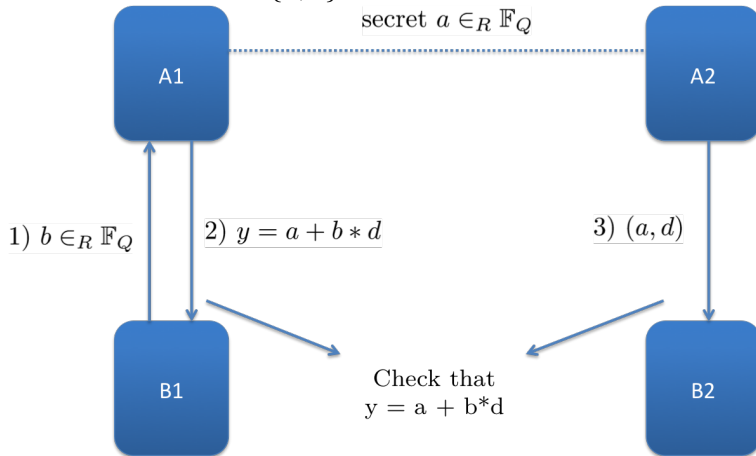 secret a ∈_R 𝔽_Q
A1
A2
1) b ∈_R 𝔽_Q
2) y = a + b * d
3) (a, d)
B1
Check that
y = a + b*d
B2